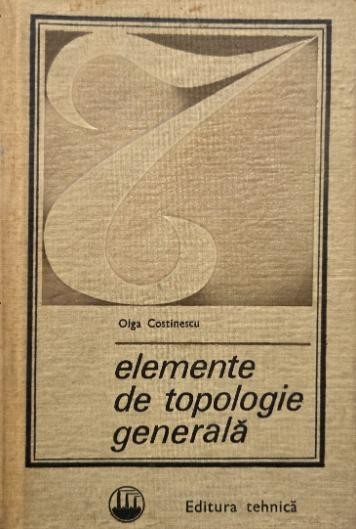 Olga Costinescu
elemente
de topologie
generală
Editura tehnică